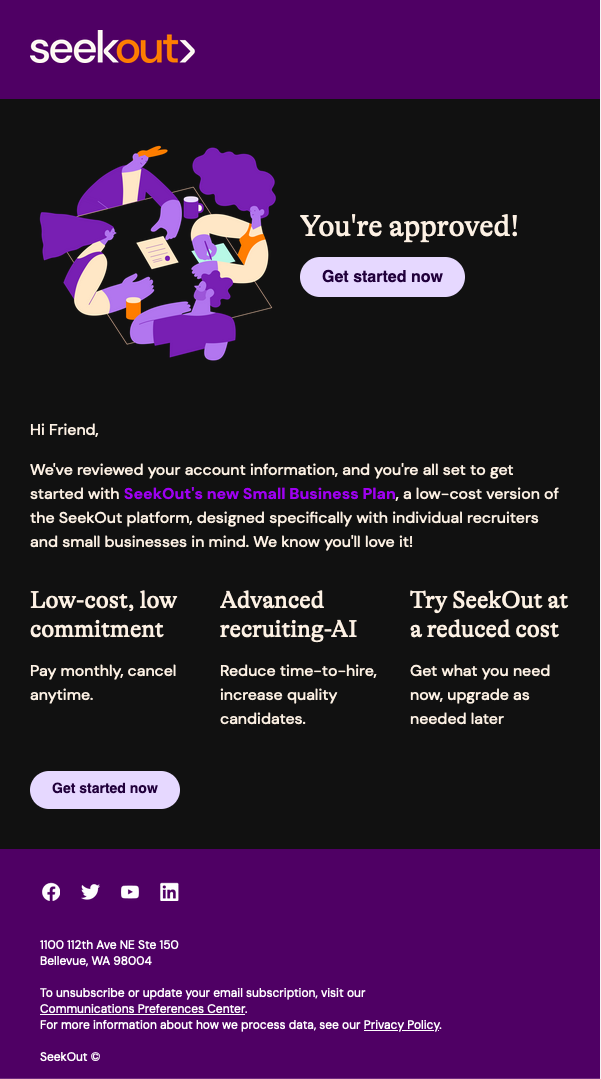 seekout>
You're approved!
Get started now
Hi Friend,
We've reviewed your account information, and you're all set to get
started with SeekOut's new Small Business Plan, a low-cost version of
the SeekOut platform, designed specifically with individual recruiters
and small businesses in mind. We know you'll love it!
Low-cost, low
commitment
Pay monthly, cancel
anytime.
Advanced
recruiting-AI
Reduce time-to-hire,
increase quality
candidates.
Try SeekOut at
a reduced cost
Get what you need
now, upgrade as
needed later
Get started now
1100 112th Ave NE Ste 150
Bellevue, WA 98004
To unsubscribe or update your email subscription, visit our
Communications Preferences Center.
For more information about how we process data, see our Privacy Policy.
SeekOut ©